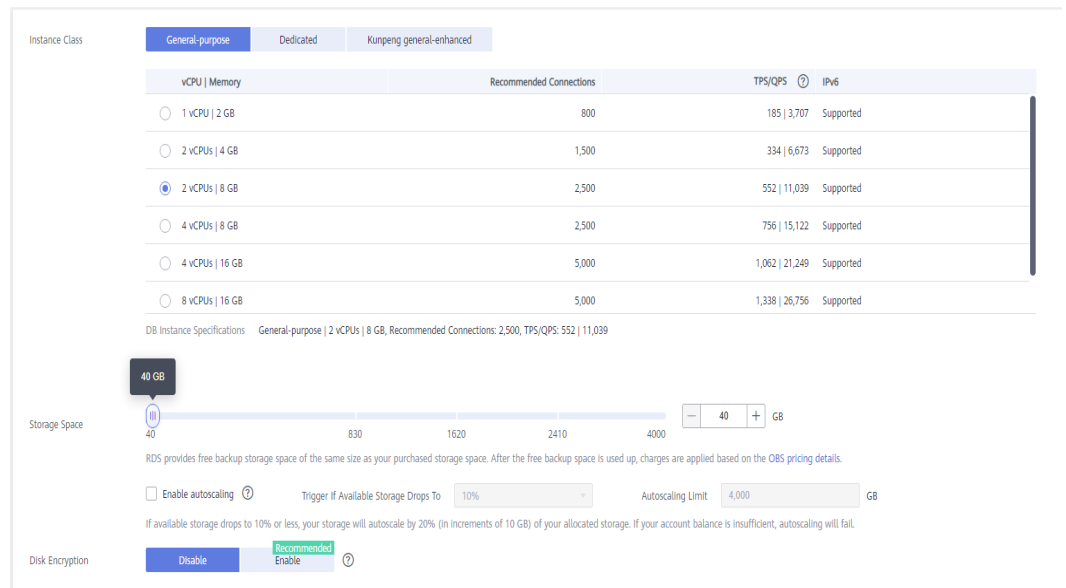 Instance Class General-purpose Dedicated Kunpeng general-enhanced
vCPU | Memory Recommended Connections TPS/QPS ? IPv6
1 vCPU | 2 GB 800 185 | 3,707 Supported
2 vCPUs | 4 GB 1,500 334 | 6,673 Supported
2 vCPUs | 8 GB 2,500 552 | 11,039 Supported
4 vCPUs | 8 GB 2,500 756 | 15,122 Supported
4 vCPUs | 16 GB 5,000 1,062 | 21,249 Supported
8 vCPUs | 16 GB 5,000 1,338 | 26,756 Supported
DB Instance Specifications General-purpose | 2 vCPUs | 8 GB, Recommended Connections: 2,500, TPS/QPS: 552 | 11,039
40 GB
Storage Space − 40 + GB
40 830 1620 2410 4000
RDS provides free backup storage space of the same size as your purchased storage space. After the free backup space is used up, charges are applied based on the OBS pricing details.
Enable autoscaling ? Trigger If Available Storage Drops To 10% Autoscaling Limit 4,000 GB
If available storage drops to 10% or less, your storage will autoscale by 20% (in increments of 10 GB) of your allocated storage. If your account balance is insufficient, autoscaling will fail.
Recommended
Disk Encryption Disable Enable ?